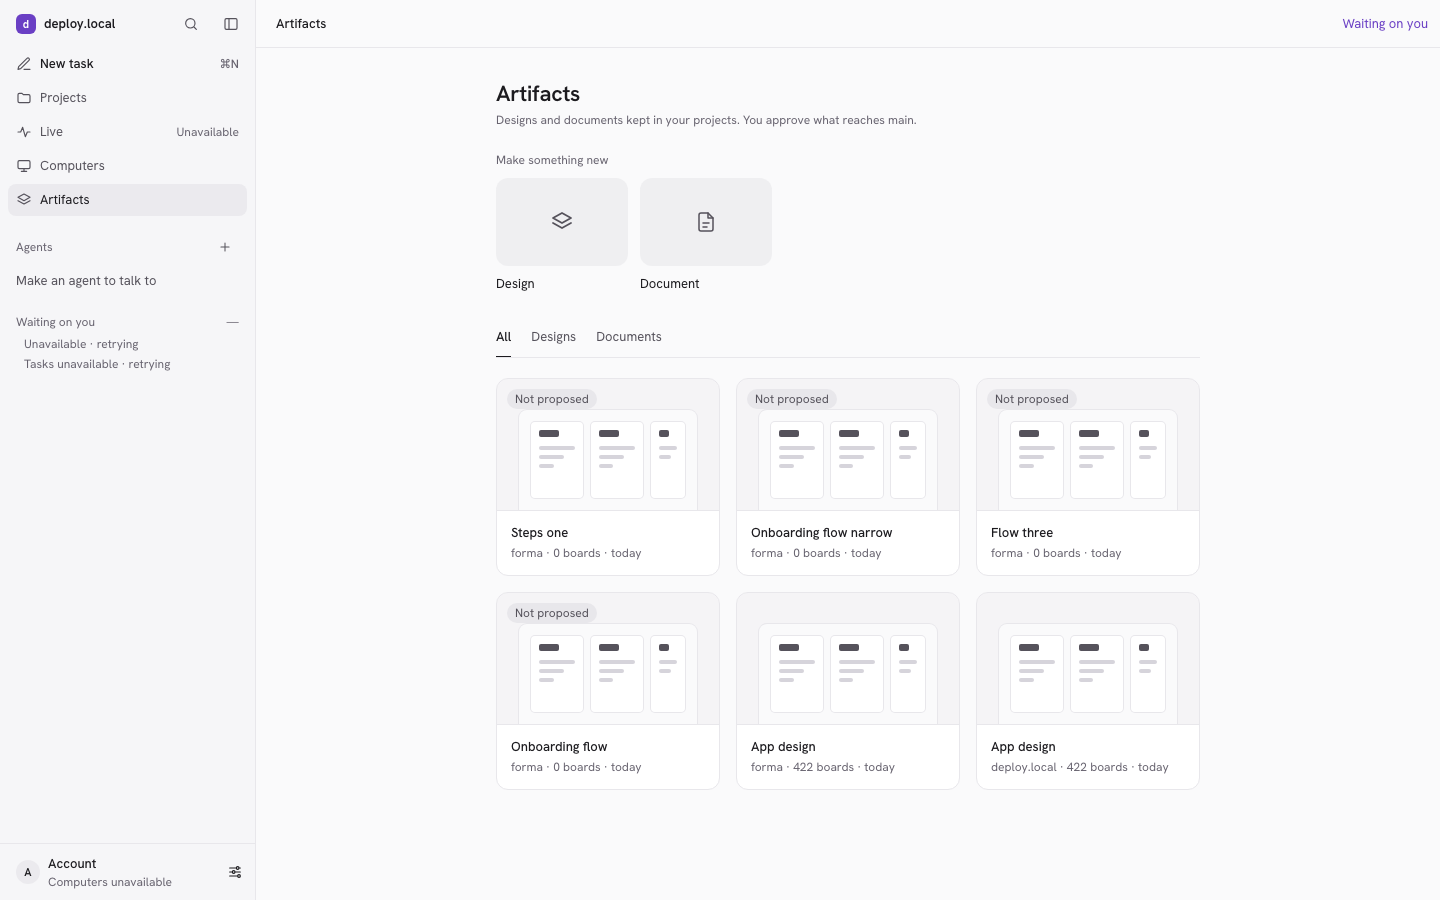 d deploy.local
New task ⌘N
Projects
Live Unavailable
Computers
Artifacts
Agents
Make an agent to talk to
Waiting on you
Unavailable · retrying
Tasks unavailable · retrying
A Account
Computers unavailable
Artifacts
Waiting on you
Artifacts
Designs and documents kept in your projects. You approve what reaches main.
Make something new
Design
Document
All Designs Documents
Not proposed
Steps one
forma · 0 boards · today
Not proposed
Onboarding flow narrow
forma · 0 boards · today
Not proposed
Flow three
forma · 0 boards · today
Not proposed
Onboarding flow
forma · 0 boards · today
App design
forma · 422 boards · today
App design
deploy.local · 422 boards · today